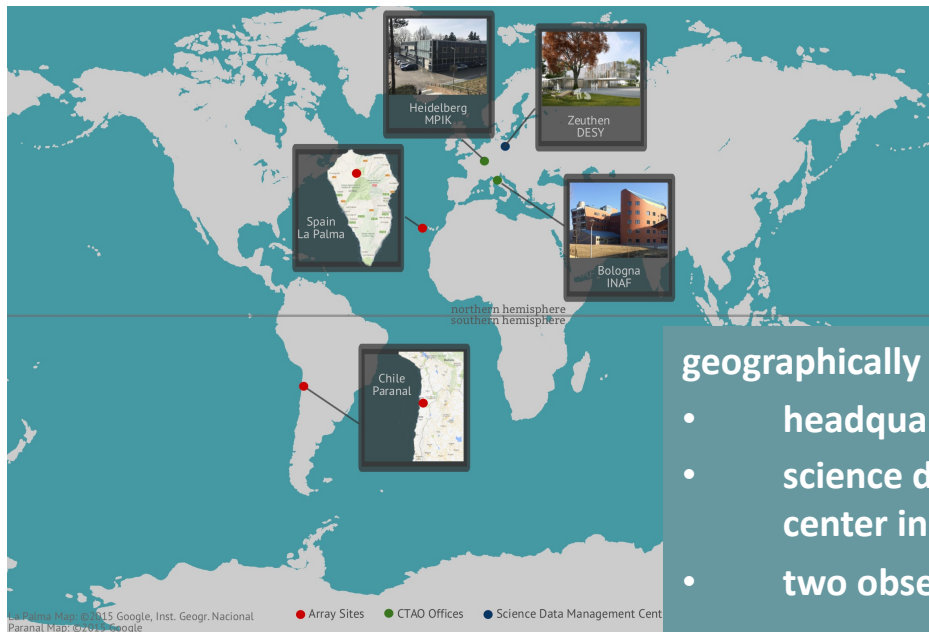 Heidelberg
MPIK
Zeuthen
DESY
Spain
La Palma
Bologna
INAF
northern hemisphere
southern hemisphere
Chile
Paranal
geographically
• headqua
• science d
center in
• two obse
La Palma Map: ©2015 Google, Inst. Geogr. Nacional
Paranal Map: ©2015 Google
Array Sites
CTAO Offices
Science Data Management Cent